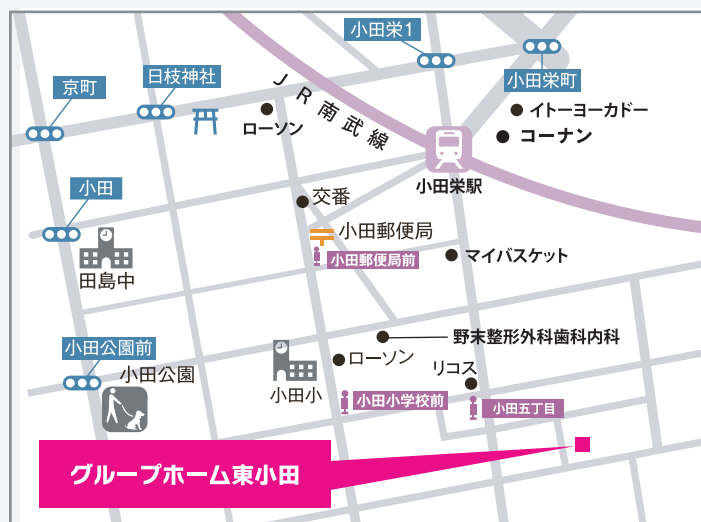 小田栄1
小田栄町
日枝神社
京町
イトーヨーカドー
コーナン
ローソン
JR南武線
小田栄駅
小田
交番
小田郵便局
小田郵便局前
マイバスケット
田島中
野末整形外科歯科内科
小田公園前
小田公園
ローソン
リコス
小田小
小田小学校前
小田五丁目
グループホーム東小田